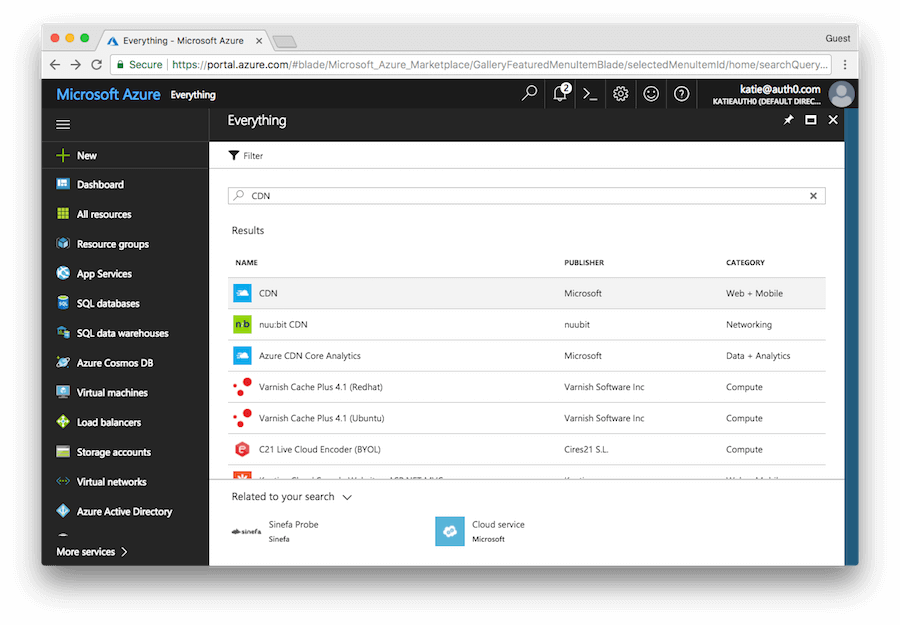 Everything - Microsoft Azure
Guest
Secure | https://portal.azure.com/#blade/Microsoft_Azure_Marketplace/GalleryFeaturedMenuItemBlade/selectedMenuItemId/home/searchQuery...
Microsoft Azure Everything
2
katie@auth0.com
KATIEAUTH0 (DEFAULT DIREC...
Everything
New
Filter
Dashboard
All resources
Resource groups
App Services
SQL databases
SQL data warehouses
Azure Cosmos DB
Virtual machines
Load balancers
Storage accounts
Virtual networks
Azure Active Directory
More services
CDN
Results
NAME PUBLISHER CATEGORY
CDN Microsoft Web + Mobile
nb nuu:bit CDN nuubit Networking
Azure CDN Core Analytics Microsoft Data + Analytics
Varnish Cache Plus 4.1 (Redhat) Varnish Software Inc Compute
Varnish Cache Plus 4.1 (Ubuntu) Varnish Software Inc Compute
C21 Live Cloud Encoder (BYOL) Cires21 S.L. Compute
Related to your search
sinefa Sinefa Probe
Sinefa
Cloud service
Microsoft